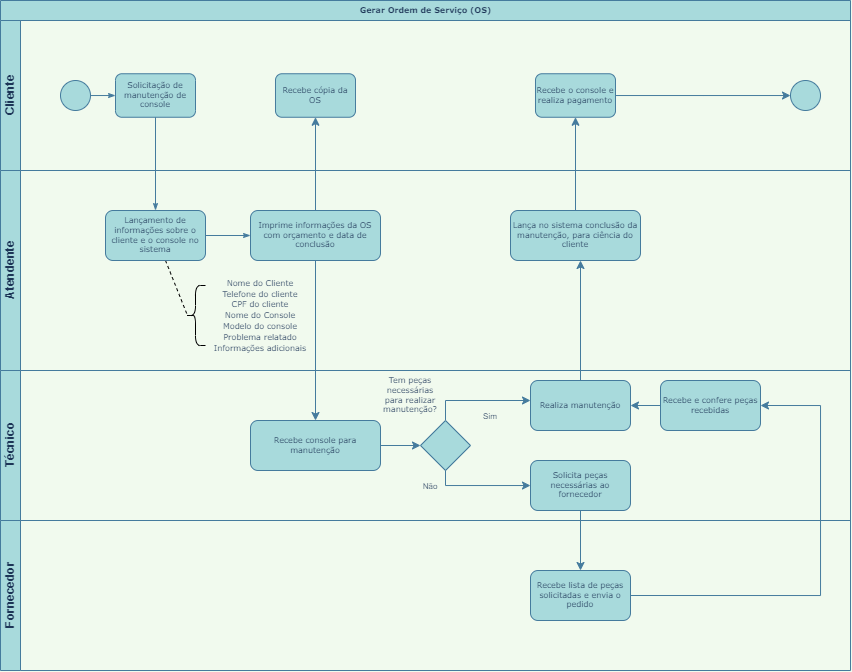 Gerar Ordem de Serviço (OS)
Cliente
Solicitação de
manutenção de
console
Recebe cópia da
OS
Recebe o console e
realiza pagamento
Atendente
Lançamento de
informações sobre o
cliente e o console no
sistema
Imprime informações da OS
com orçamento e data de
conclusão
Lança no sistema conclusão da
manutenção, para ciência do
cliente
Nome do Cliente
Telefone do cliente
CPF do cliente
Nome do Console
Modelo do console
Problema relatado
Informações adicionais
Técnico
Recebe console para
manutenção
Tem peças
necessárias
para realizar
manutenção?
Sim
Não
Realiza manutenção
Recebe e confere peças
recebidas
Solicita peças
necessárias ao
fornecedor
Fornecedor
Recebe lista de peças
solicitadas e envia o
pedido